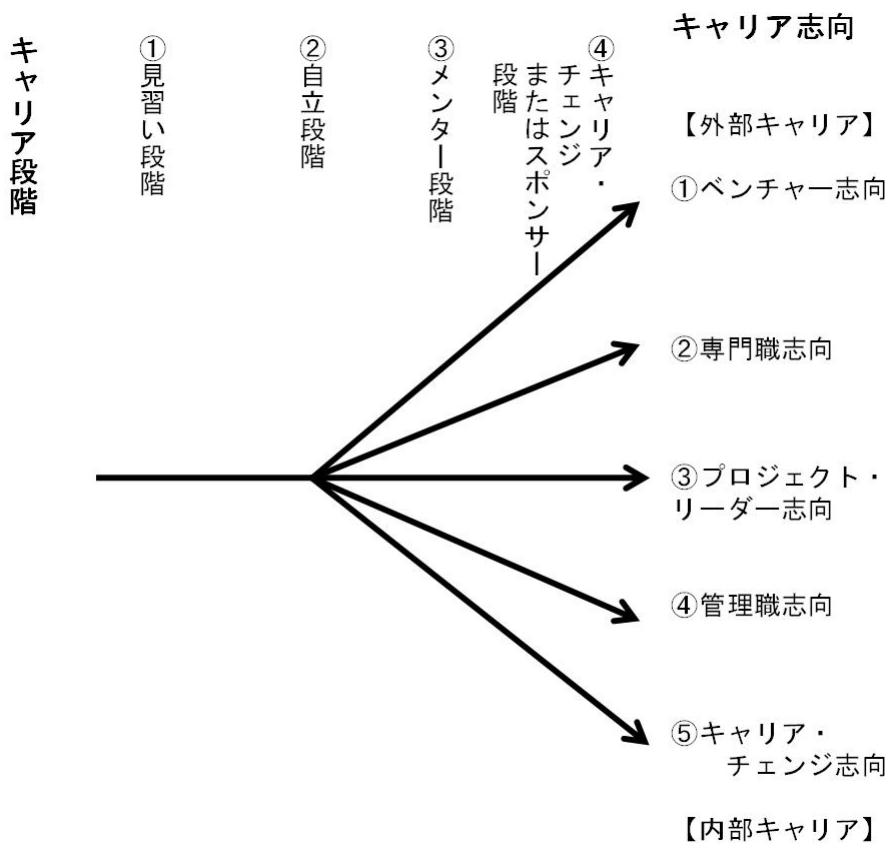 キャリア段階
①見習い段階
②自立段階
③メンター段階
④キャリア・
チェンジ
またはスポンサー
段階
キャリア志向
【外部キャリア】
①ベンチャー志向
②専門職志向
③プロジェクト・
リーダー志向
④管理職志向
⑤キャリア・
チェンジ志向
【内部キャリア】